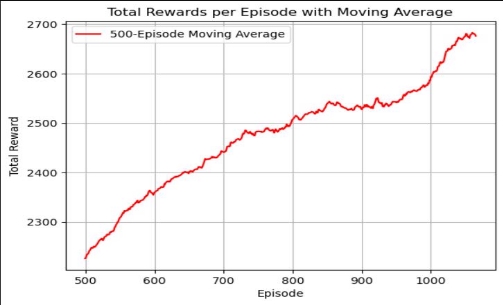 Total Rewards per Episode with Moving Average
500-Episode Moving Average
Total Reward
2700
2600
2500
2400
2300
500 600 700 800 900 1000
Episode